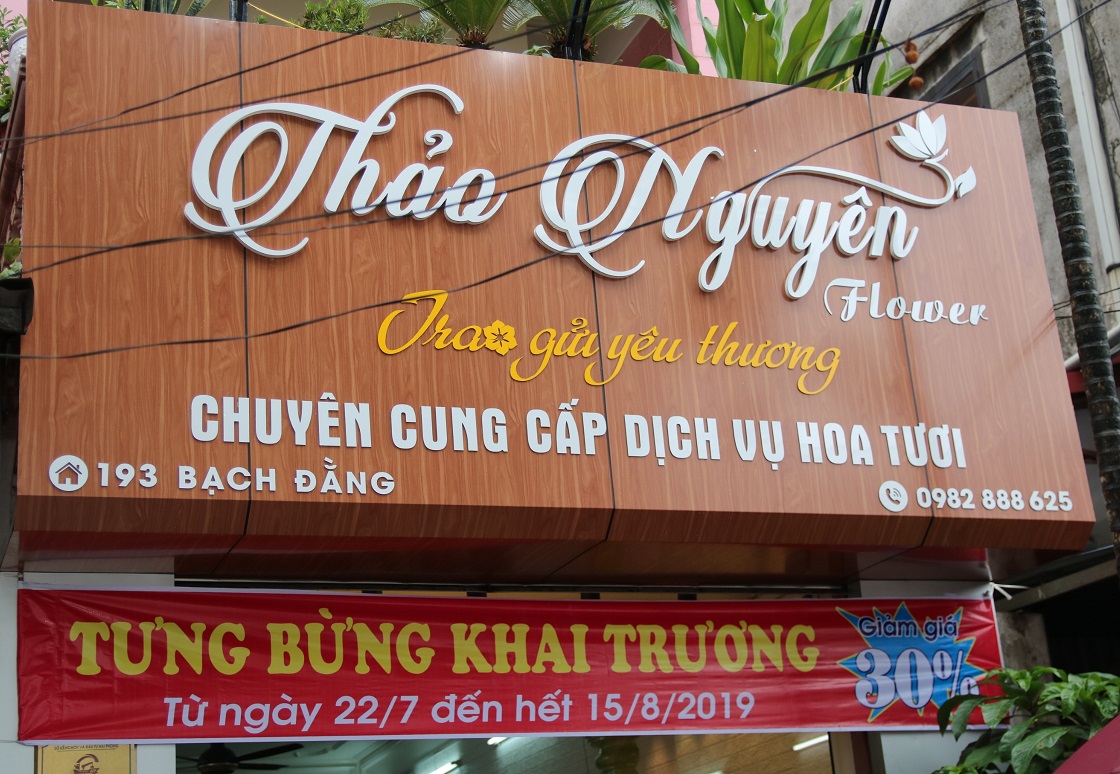 Thảo Nguyên
Flower
Trao gửi yêu thương
CHUYÊN CUNG CẤP DỊCH VỤ HOA TƯƠI
193 BẠCH ĐẰNG
0982 888 625
TƯNG BỪNG KHAI TRƯƠNG
Giảm giá
30%
Từ ngày 22/7 đến hết 15/8/2019